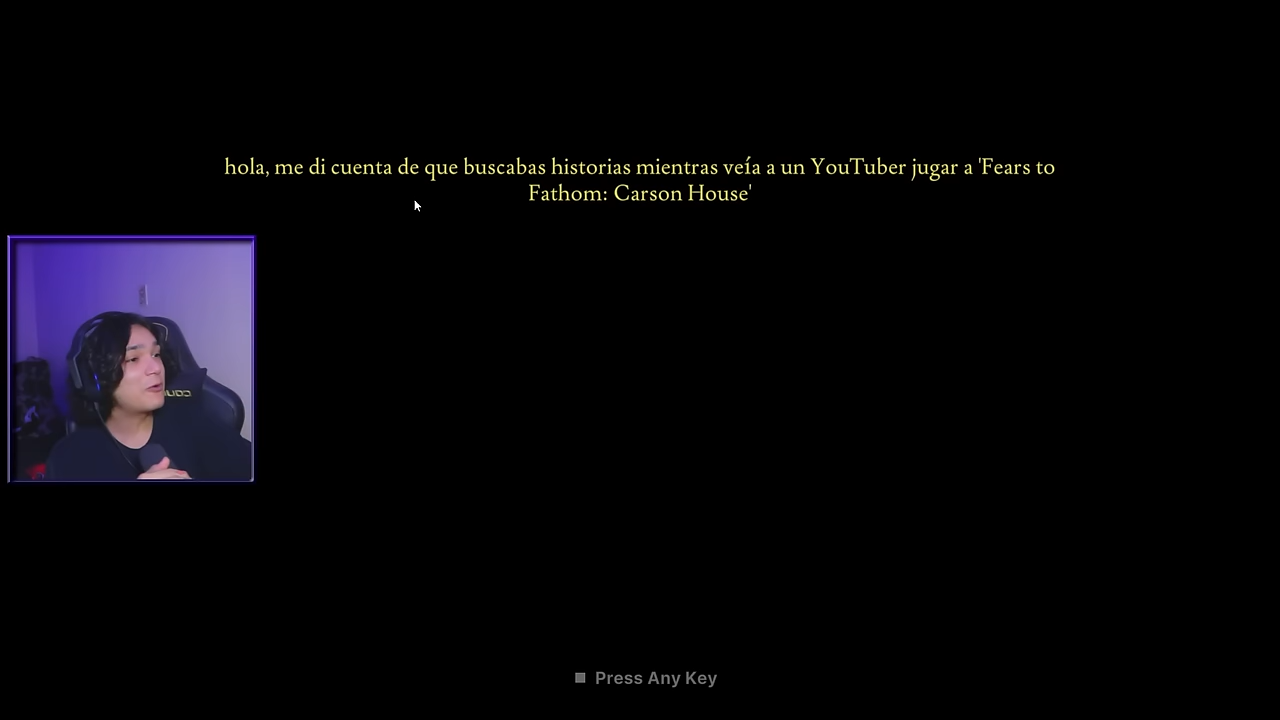 hola, me di cuenta de que buscabas historias mientras veía a un YouTuber jugar a 'Fears to
Fathom: Carson House'
Press Any Key